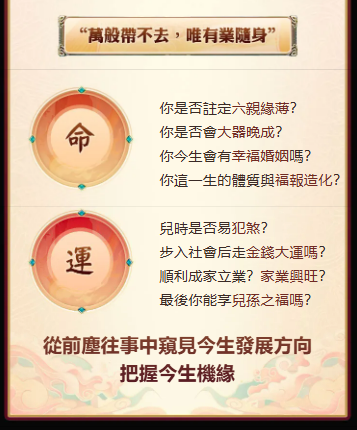 “萬般帶不去，唯有業隨身”
命
你是否註定六親緣薄?
你是否會大器晚成?
你今生會有幸福婚姻嗎?
你這一生的體質與福報造化?
運
兒時是否易犯煞?
步入社會后走金錢大運嗎?
順利成家立業? 家業興旺?
最後你能享兒孫之福嗎?
從前塵往事中窺見今生發展方向
把握今生機緣